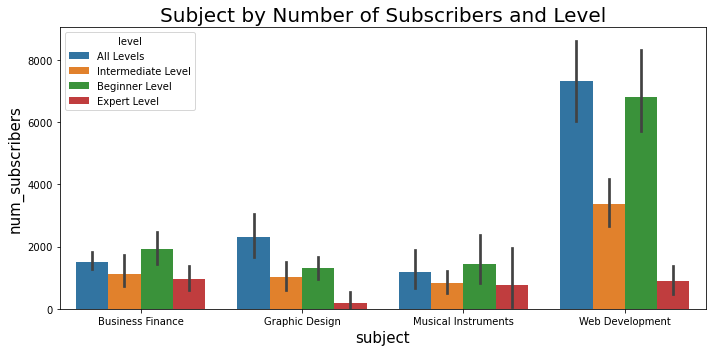 Subject by Number of Subscribers and Level
level
All Levels
Intermediate Level
Beginner Level
Expert Level
num_subscribers
8000
6000
4000
2000
0
Business Finance
Graphic Design
Musical Instruments
Web Development
subject